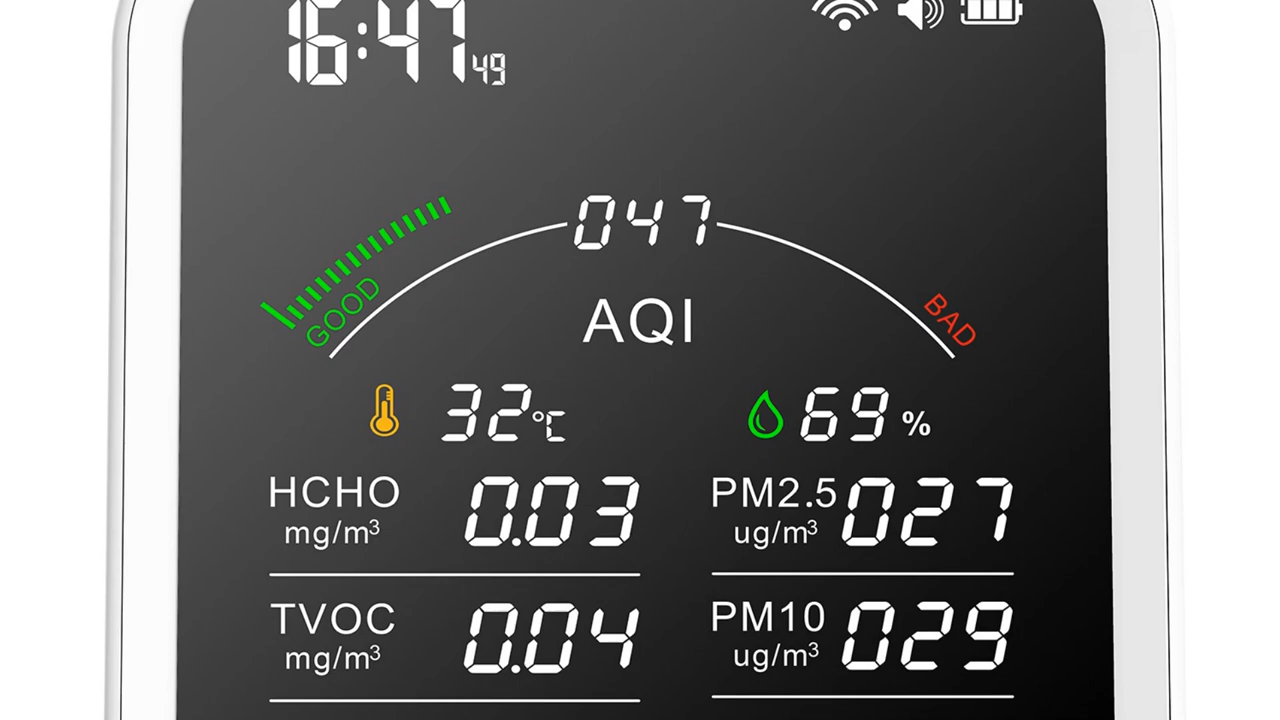 16:47 49
047
GOOD
BAD
AQI
32°C
69 %
HCHO 0.03
mg/m³
PM2.5 027
ug/m³
TVOC 0.04
mg/m³
PM10 029
ug/m³